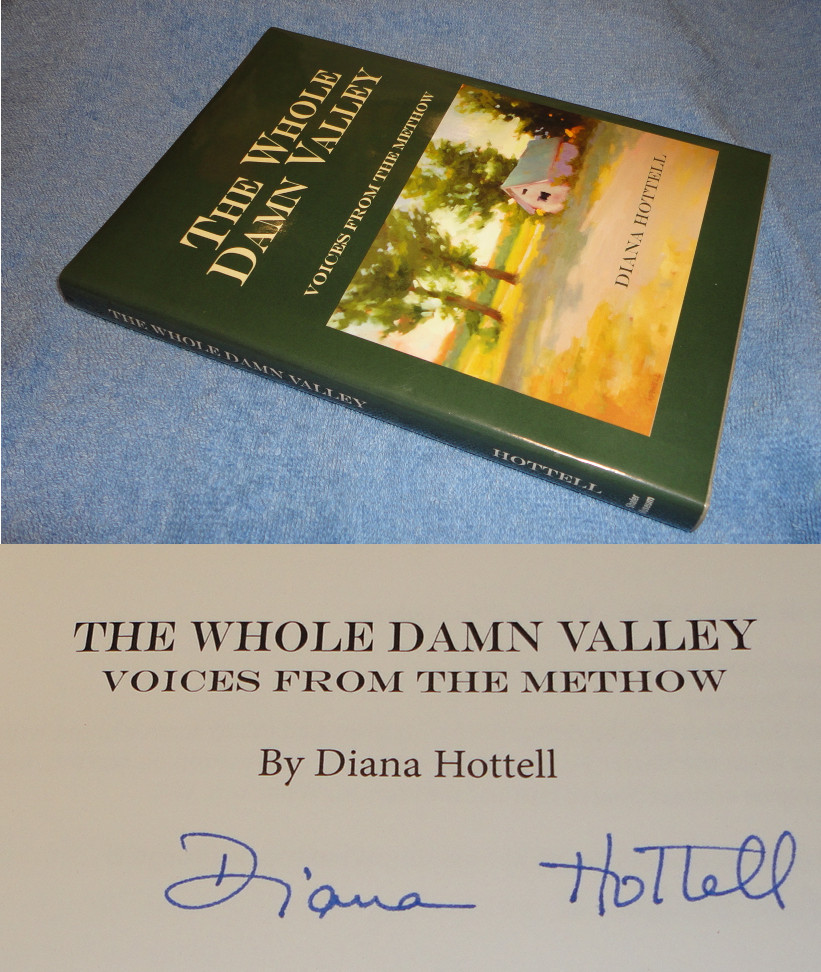 THE WHOLE
DAMN VALLEY
VOICES FROM THE METHOW
DIANA HOTTELL
THE WHOLE DAMN VALLEY
HOTTELL
THE WHOLE DAMN VALLEY
VOICES FROM THE METHOW
By Diana Hottell
Diana Hottell